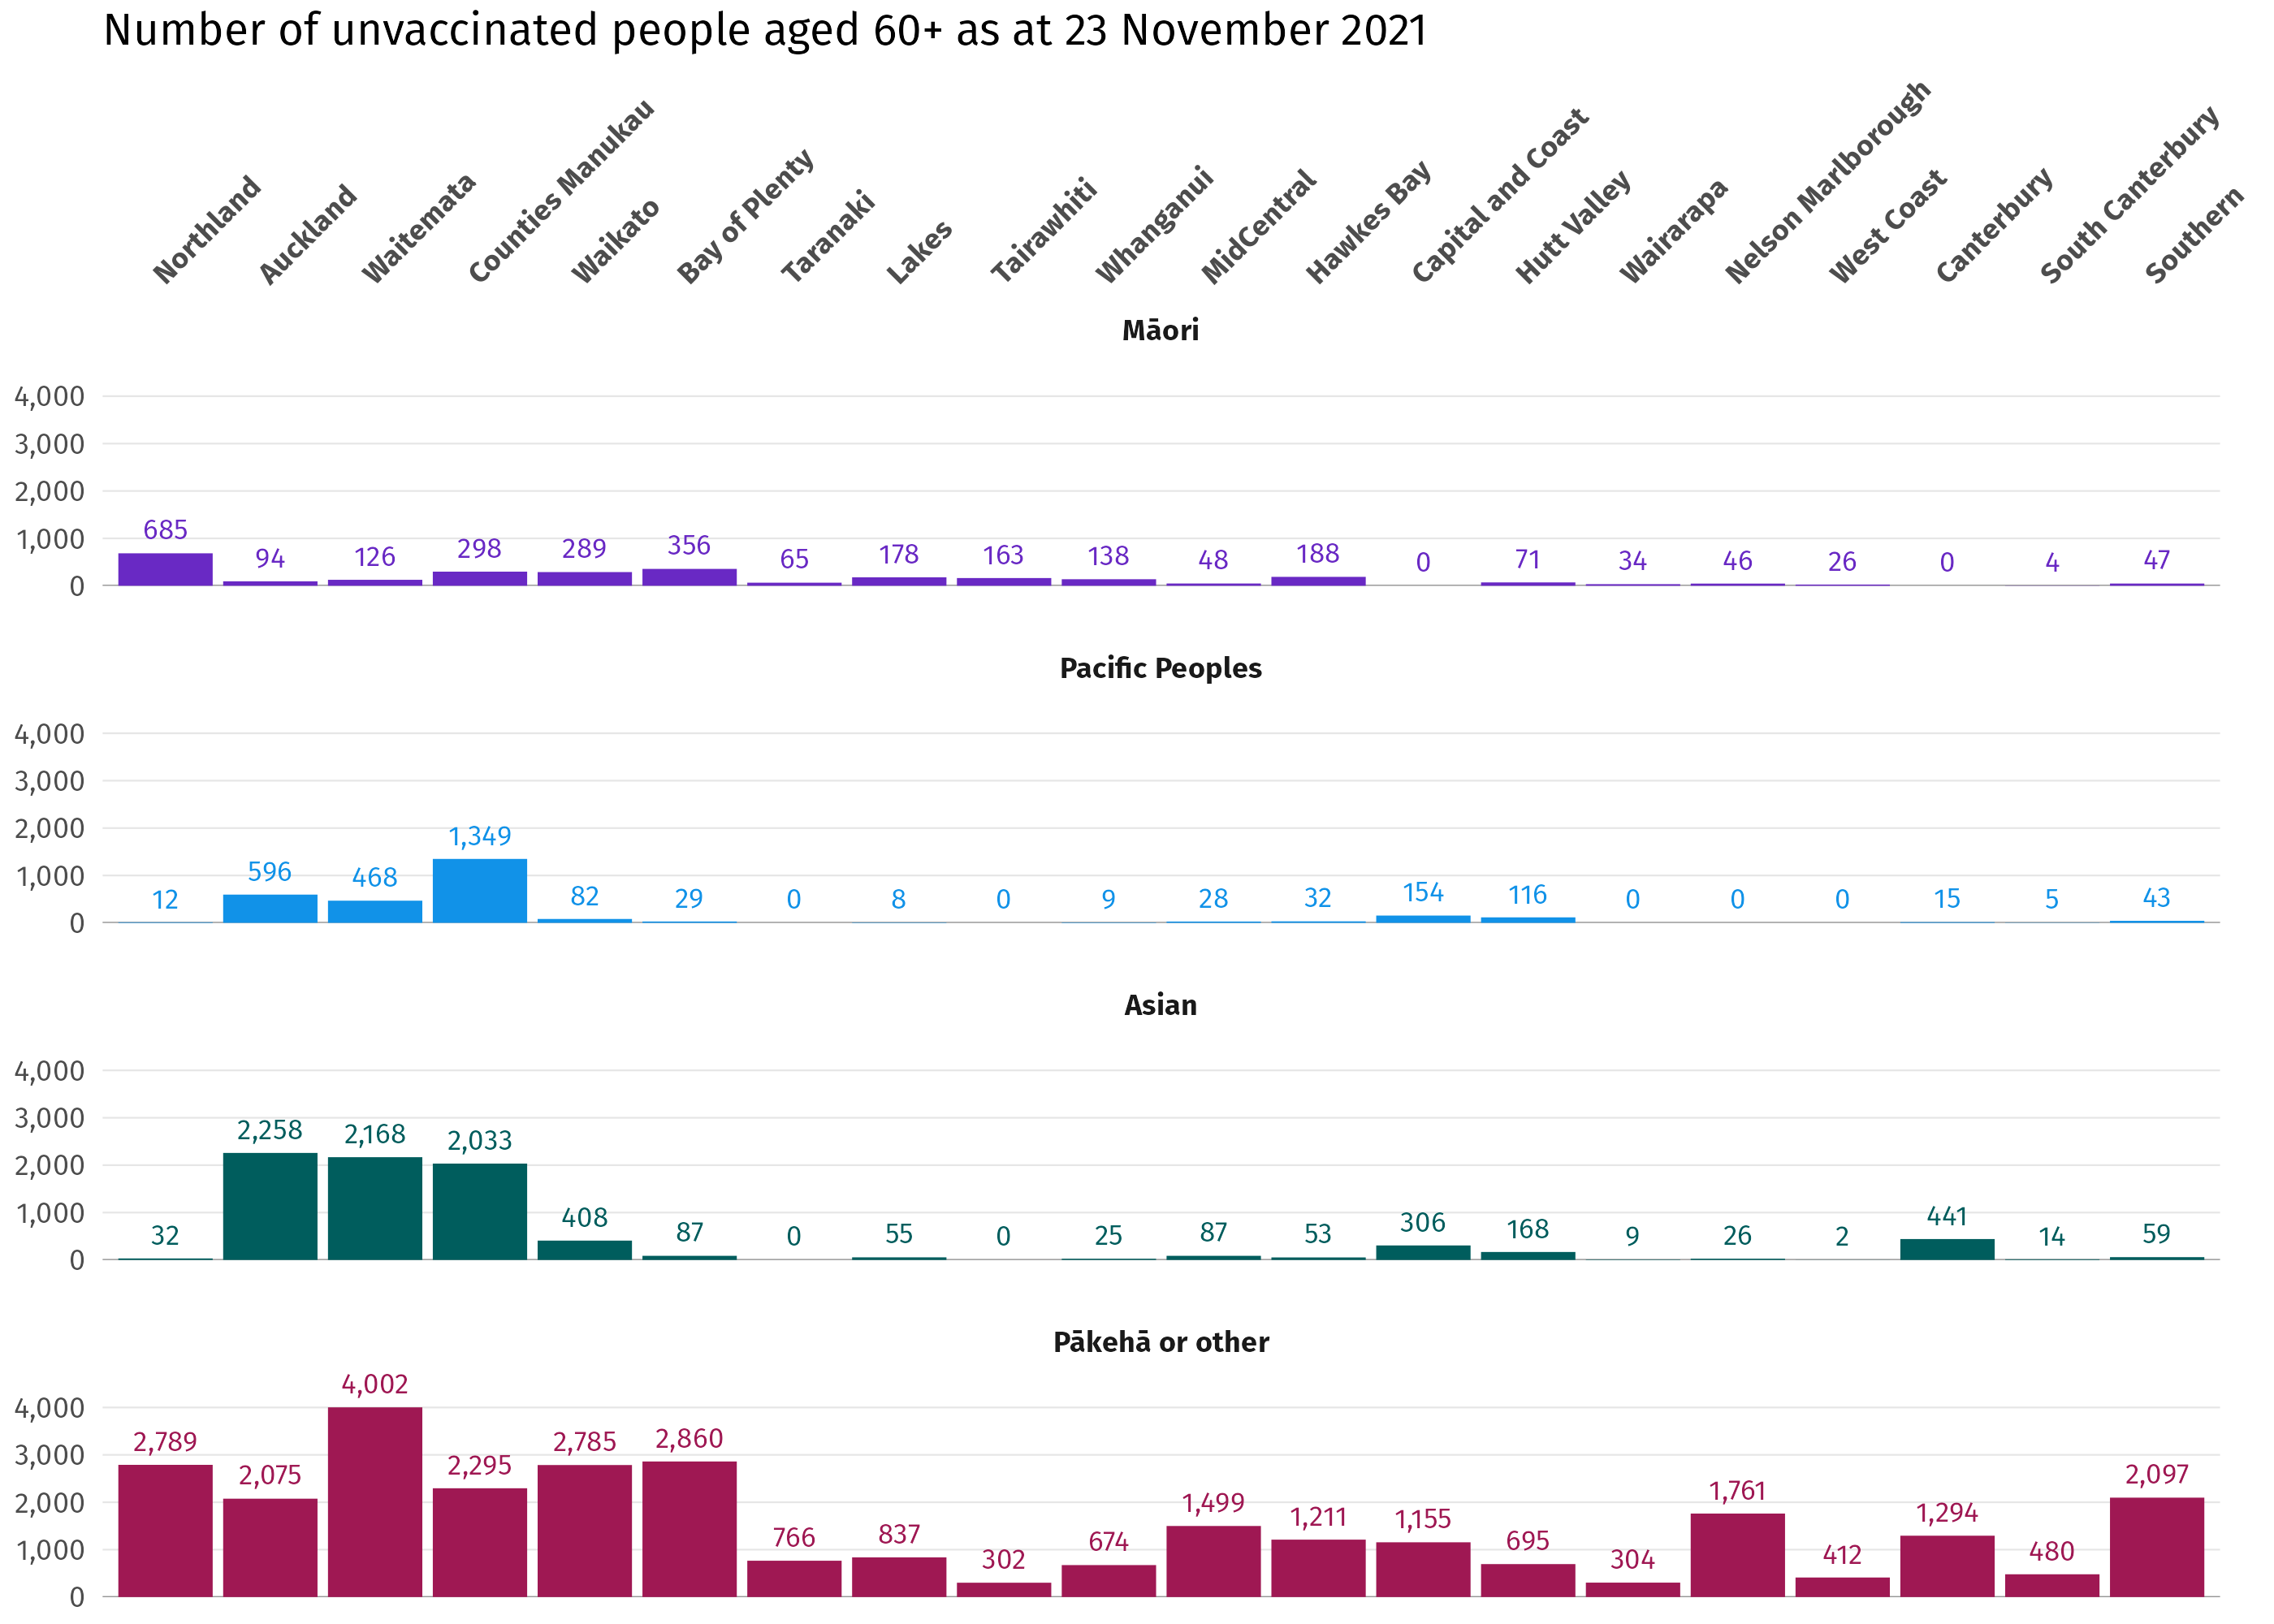 Number of unvaccinated people aged 60+ as at 23 November 2021
Northland
Auckland
Waitemata
Counties Manukau
Waikato
Bay of Plenty
Taranaki
Lakes
Tairawhiti
Whanganui
MidCentral
Hawkes Bay
Capital and Coast
Hutt Valley
Wairarapa
Nelson Marlborough
West Coast
Canterbury
South Canterbury
Southern
Māori
4,000
3,000
2,000
1,000
0
685 94 126 298 289 356 65 178 163 138 48 188 0 71 34 46 26 0 4 47
Pacific Peoples
4,000
3,000
2,000
1,000
0
12 596 468 1,349 82 29 0 8 0 9 28 32 154 116 0 0 0 15 5 43
Asian
4,000
3,000
2,000
1,000
0
32 2,258 2,168 2,033 408 87 0 55 0 25 87 53 306 168 9 26 2 441 14 59
Pākehā or other
4,000
3,000
2,000
1,000
0
2,789 2,075 4,002 2,295 2,785 2,860 766 837 302 674 1,499 1,211 1,155 695 304 1,761 412 1,294 480 2,097